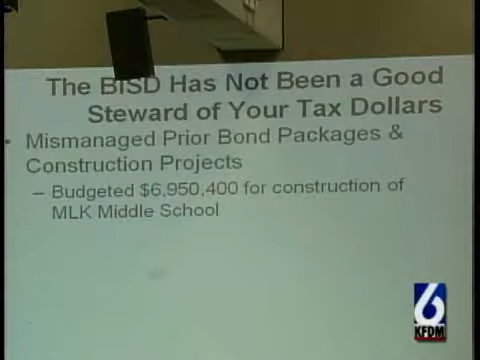 The BISD Has Not Been a Good
Steward of Your Tax Dollars
• Mismanaged Prior Bond Packages &
Construction Projects
– Budgeted $6,950,400 for construction of
MLK Middle School
6
KFDM